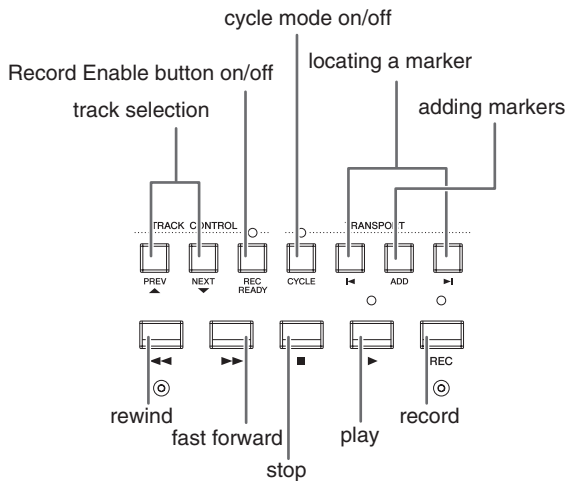 cycle mode on/off
Record Enable button on/off
locating a marker
track selection
adding markers
TRACK CONTROL
TRANSPORT
PREV
NEXT
REC READY
CYCLE
ADD
REC
rewind
fast forward
stop
play
record